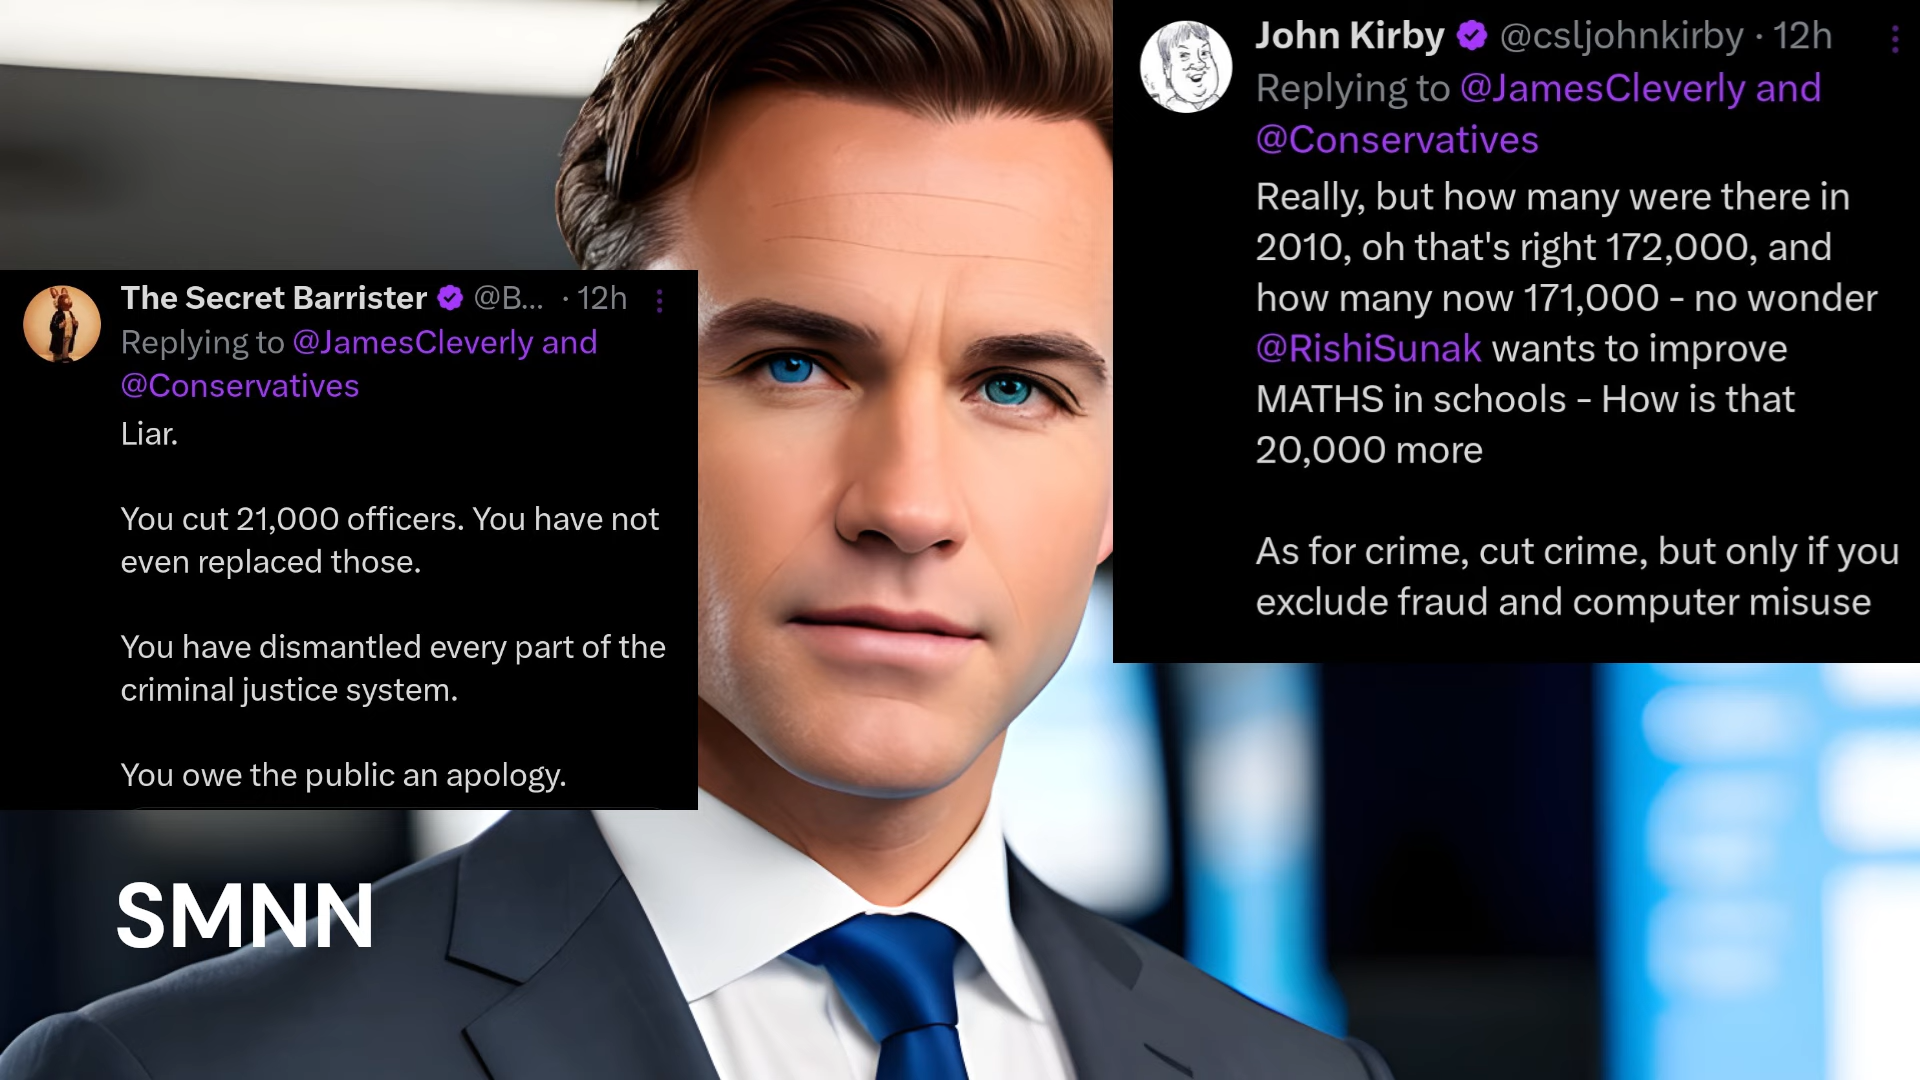 The Secret Barrister @B... · 12h
Replying to @JamesCleverly and
@Conservatives
Liar.
You cut 21,000 officers. You have not
even replaced those.
You have dismantled every part of the
criminal justice system.
You owe the public an apology.
John Kirby @csljohnkirby · 12h
Replying to @JamesCleverly and
@Conservatives
Really, but how many were there in
2010, oh that's right 172,000, and
how many now 171,000 - no wonder
@RishiSunak wants to improve
MATHS in schools - How is that
20,000 more
As for crime, cut crime, but only if you
exclude fraud and computer misuse
SMNN